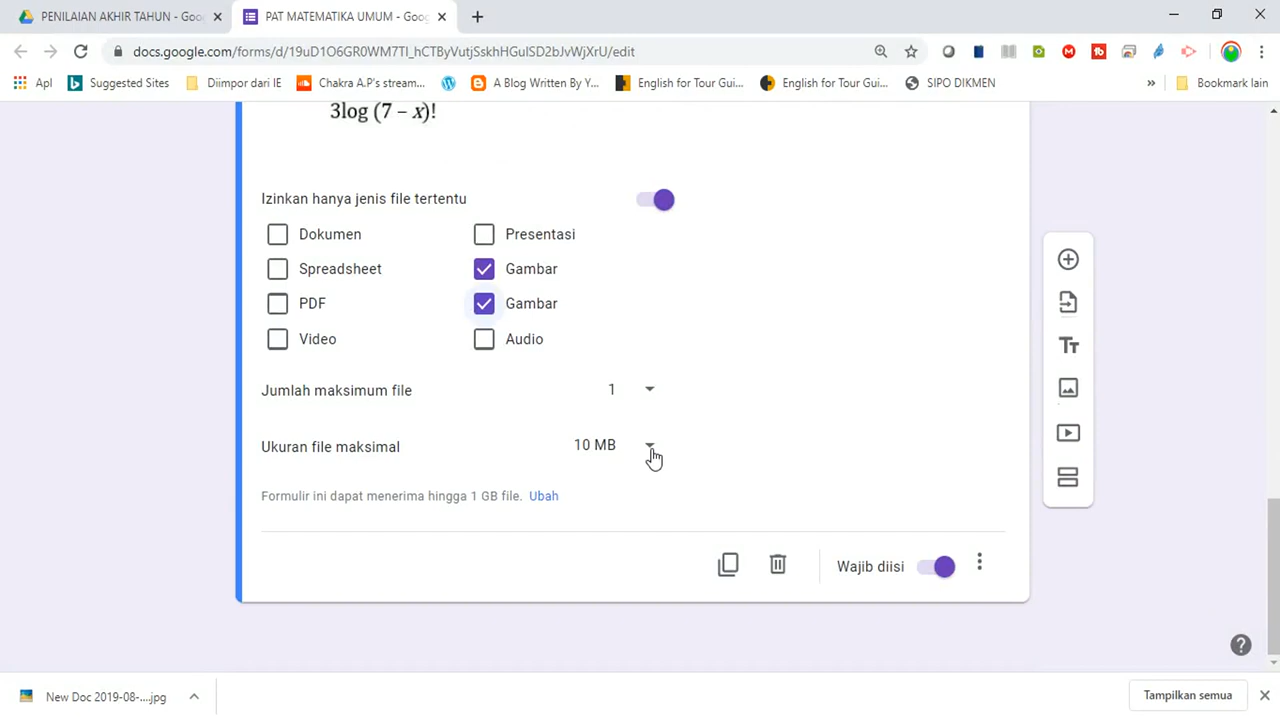 PENILAIAN AKHIR TAHUN - Goo
PAT MATEMATIKA UMUM - Goo
docs.google.com/forms/d/19uD1O6GR0WM7Tl_hCTByVutjSskhHGulSD2bJvWjXrU/edit
Apl
Suggested Sites
Diimpor dari IE
Chakra A.P's stream...
A Blog Written By Y...
English for Tour Gui...
English for Tour Gui...
SIPO DIKMEN
»
Bookmark lain
3log (7 – x)!
Izinkan hanya jenis file tertentu
Dokumen
Presentasi
Spreadsheet
Gambar
PDF
Gambar
Video
Audio
Jumlah maksimum file
1
Ukuran file maksimal
10 MB
Formulir ini dapat menerima hingga 1 GB file. Ubah
Wajib diisi
New Doc 2019-08-....jpg
Tampilkan semua